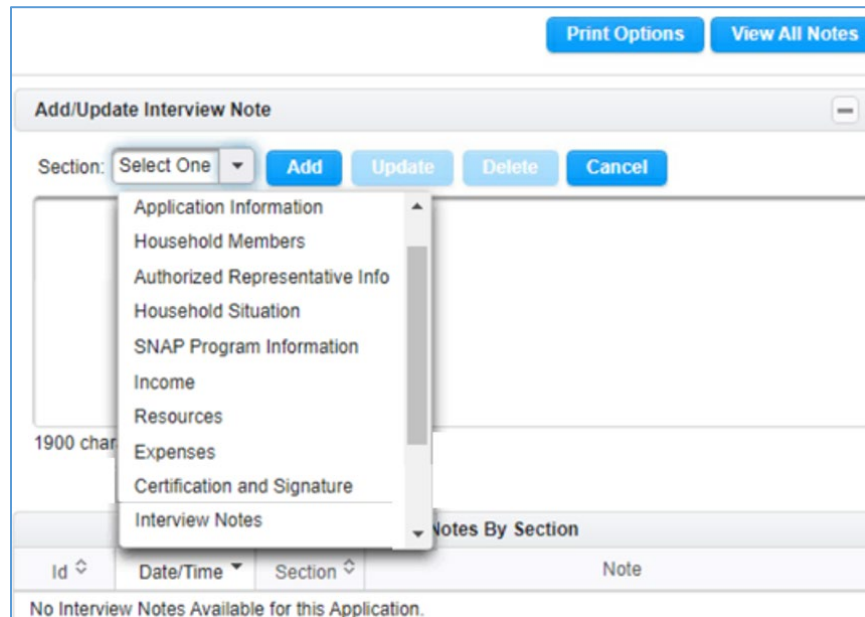 Print Options View All Notes
Add/Update Interview Note
Section: Select One Add Update Delete Cancel
Application Information
Household Members
Authorized Representative Info
Household Situation
SNAP Program Information
Income
Resources
1900 char
Expenses
Certification and Signature
Interview Notes
Notes By Section
Id Date/Time Section Note
No Interview Notes Available for this Application.